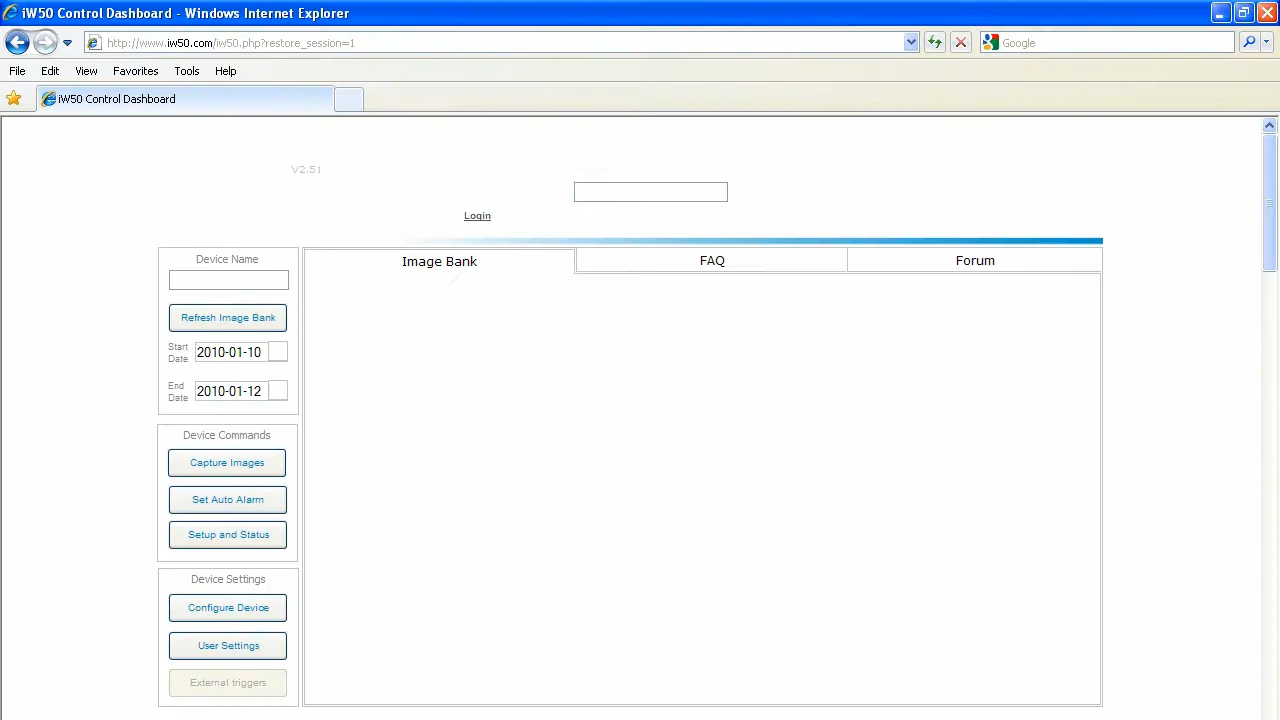 iW50 Control Dashboard - Windows Internet Explorer
http://www.iw50.com/iw50.php?restore_session=1
Google
File Edit View Favorites Tools Help
iW50 Control Dashboard
V2.51
Login
Device Name
Image Bank
FAQ
Forum
Refresh Image Bank
Start Date
2010-01-10
End Date
2010-01-12
Device Commands
Capture Images
Set Auto Alarm
Setup and Status
Device Settings
Configure Device
User Settings
External triggers